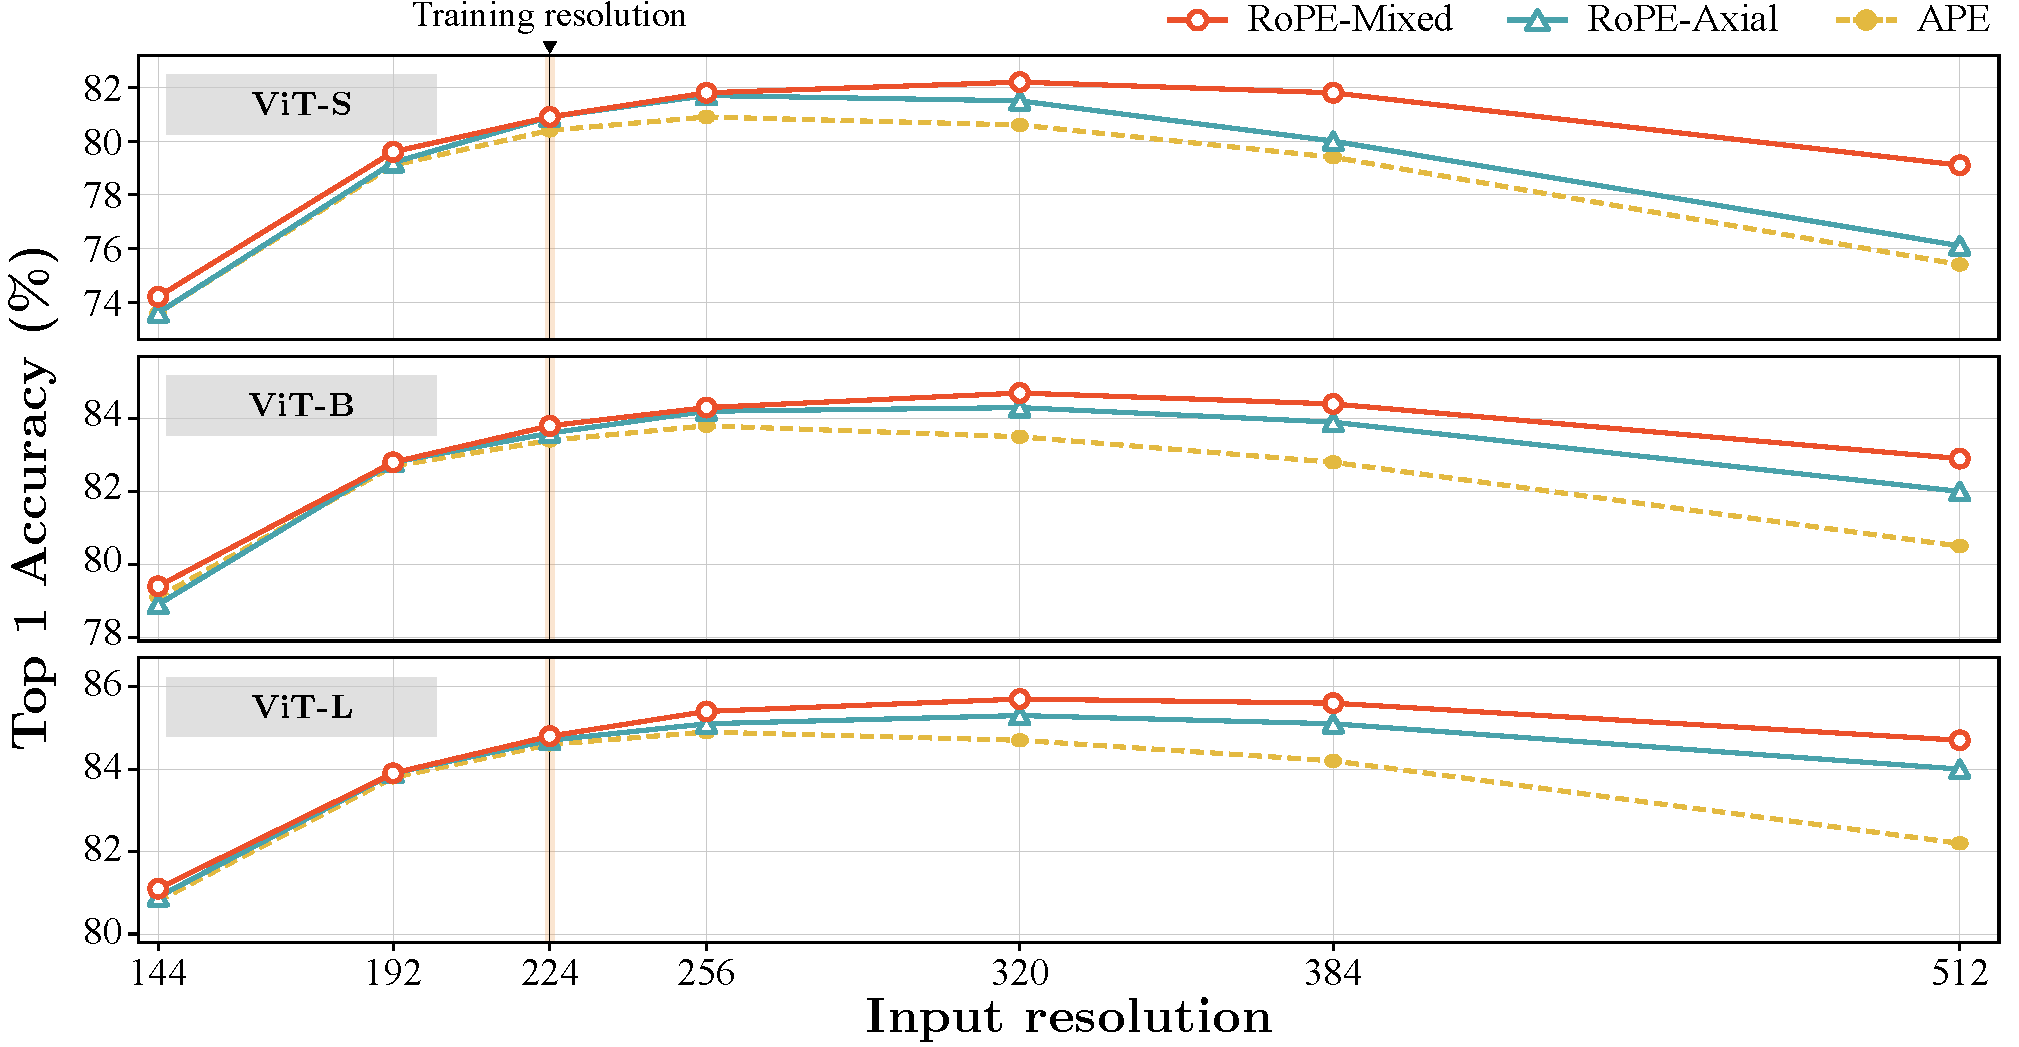 Training resolution
RoPE-Mixed RoPE-Axial APE
ViT-S
82
80
78
76
74
ViT-B
84
82
80
78
ViT-L
86
84
82
80
Top 1 Accuracy (%)
144 192 224 256 320 384 512
Input resolution